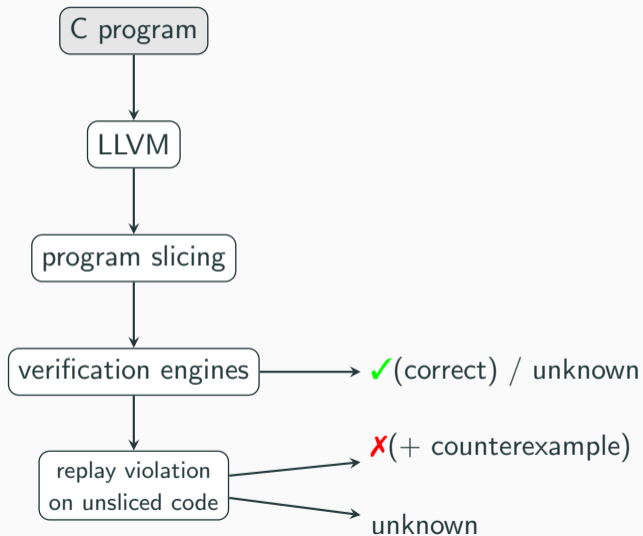 C program
LLVM
program slicing
verification engines
✓(correct) / unknown
replay violation
on unsliced code
✗(+ counterexample)
unknown